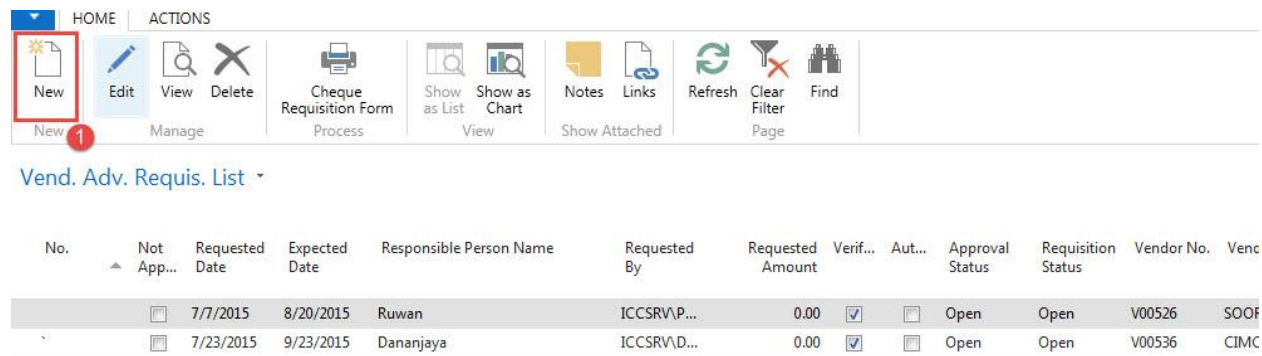 HOME ACTIONS
New Edit View Delete Cheque Requisition Form Show as List Show as Chart Notes Links Refresh Clear Filter Find
New Manage Process View Show Attached Page
1
Vend. Adv. Requis. List
No. Not App... Requested Date Expected Date Responsible Person Name Requested By Requested Amount Verif... Aut... Approval Status Requisition Status Vendor No. Vend
7/7/2015 8/20/2015 Ruwan ICCSRV\P... 0.00 Open Open V00526 SOOF
7/23/2015 9/23/2015 Dananjaya ICCSRV\D... 0.00 Open Open V00536 CIMC